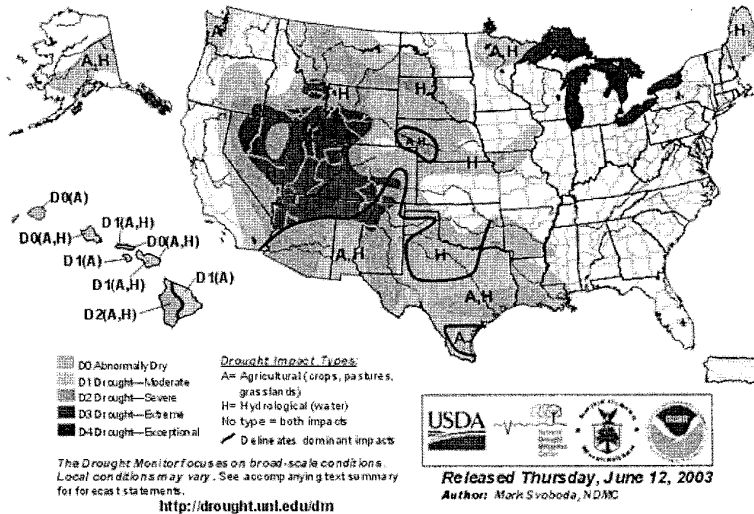 A
A,H
H
H
H
A,H
H
H
A,H
H
A,H
A
D0(A)
D1(A,H)
D0(A,H)
D0(A,H)
D1(A)
D1(A,H)
D1(A)
D2(A,H)
D0 Abnormally Dry
D1 Drought—Moderate
D2 Drought—Severe
D3 Drought—Extreme
D4 Drought—Exceptional
Drought Impact Types:
A= Agricultural (crops, pastures,
grasslands)
H= Hydrological (water)
No type = both impacts
Delineates dominant impacts
USDA
The Drought Monitor focuses on broad-scale conditions.
Local conditions may vary. See accompanying text summary
for forecast statements.
http://drought.unl.edu/dm
Released Thursday, June 12, 2003
Author: Mark Svoboda, NDMC